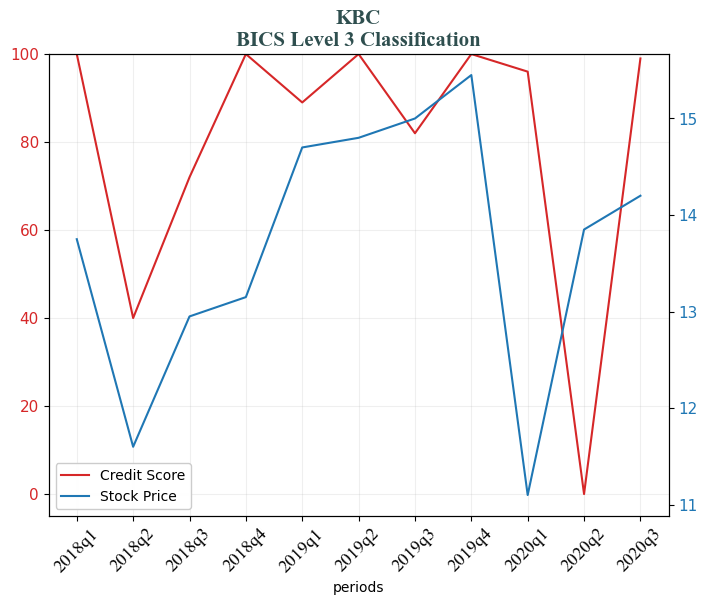 KBC
BICS Level 3 Classification
100
80
60
40
20
0
15
14
13
12
11
Credit Score
Stock Price
2018q1
2018q2
2018q3
2018q4
2019q1
2019q2
2019q3
2019q4
2020q1
2020q2
2020q3
periods